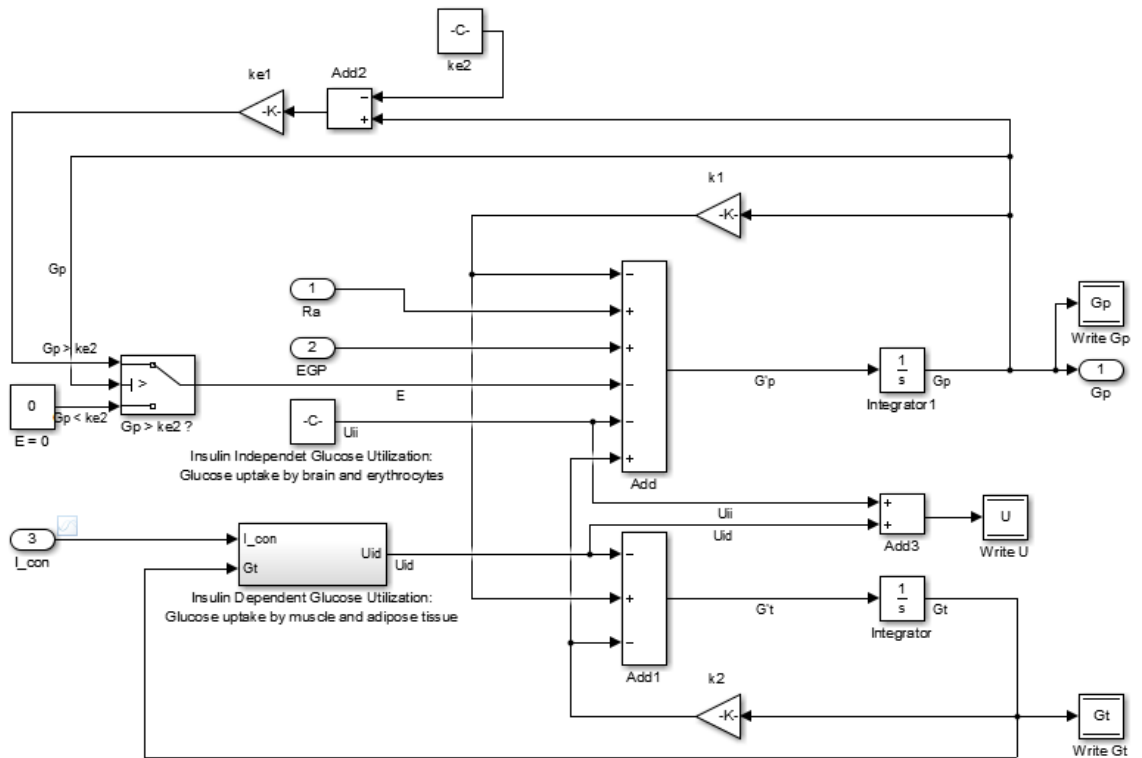 -C-
ke2
ke1
Add2
-K-
−
+
k1
-K-
Gp
1
Ra
2
EGP
−
+
+
−
−
+
Add
Gp > ke2
>
0
Gp < ke2
E = 0
Gp > ke2 ?
E
-C-
Uii
Insulin Independet Glucose Utilization:
Glucose uptake by brain and erythrocytes
G'p
1
s
Gp
Integrator1
Gp
Write Gp
1
Gp
3
I_con
I_con
Gt
Uid
Uid
Insulin Dependent Glucose Utilization:
Glucose uptake by muscle and adipose tissue
Uii
Uid
+
+
Add3
U
Write U
−
+
−
Add1
G't
1
s
Gt
Integrator
k2
-K-
Gt
Write Gt